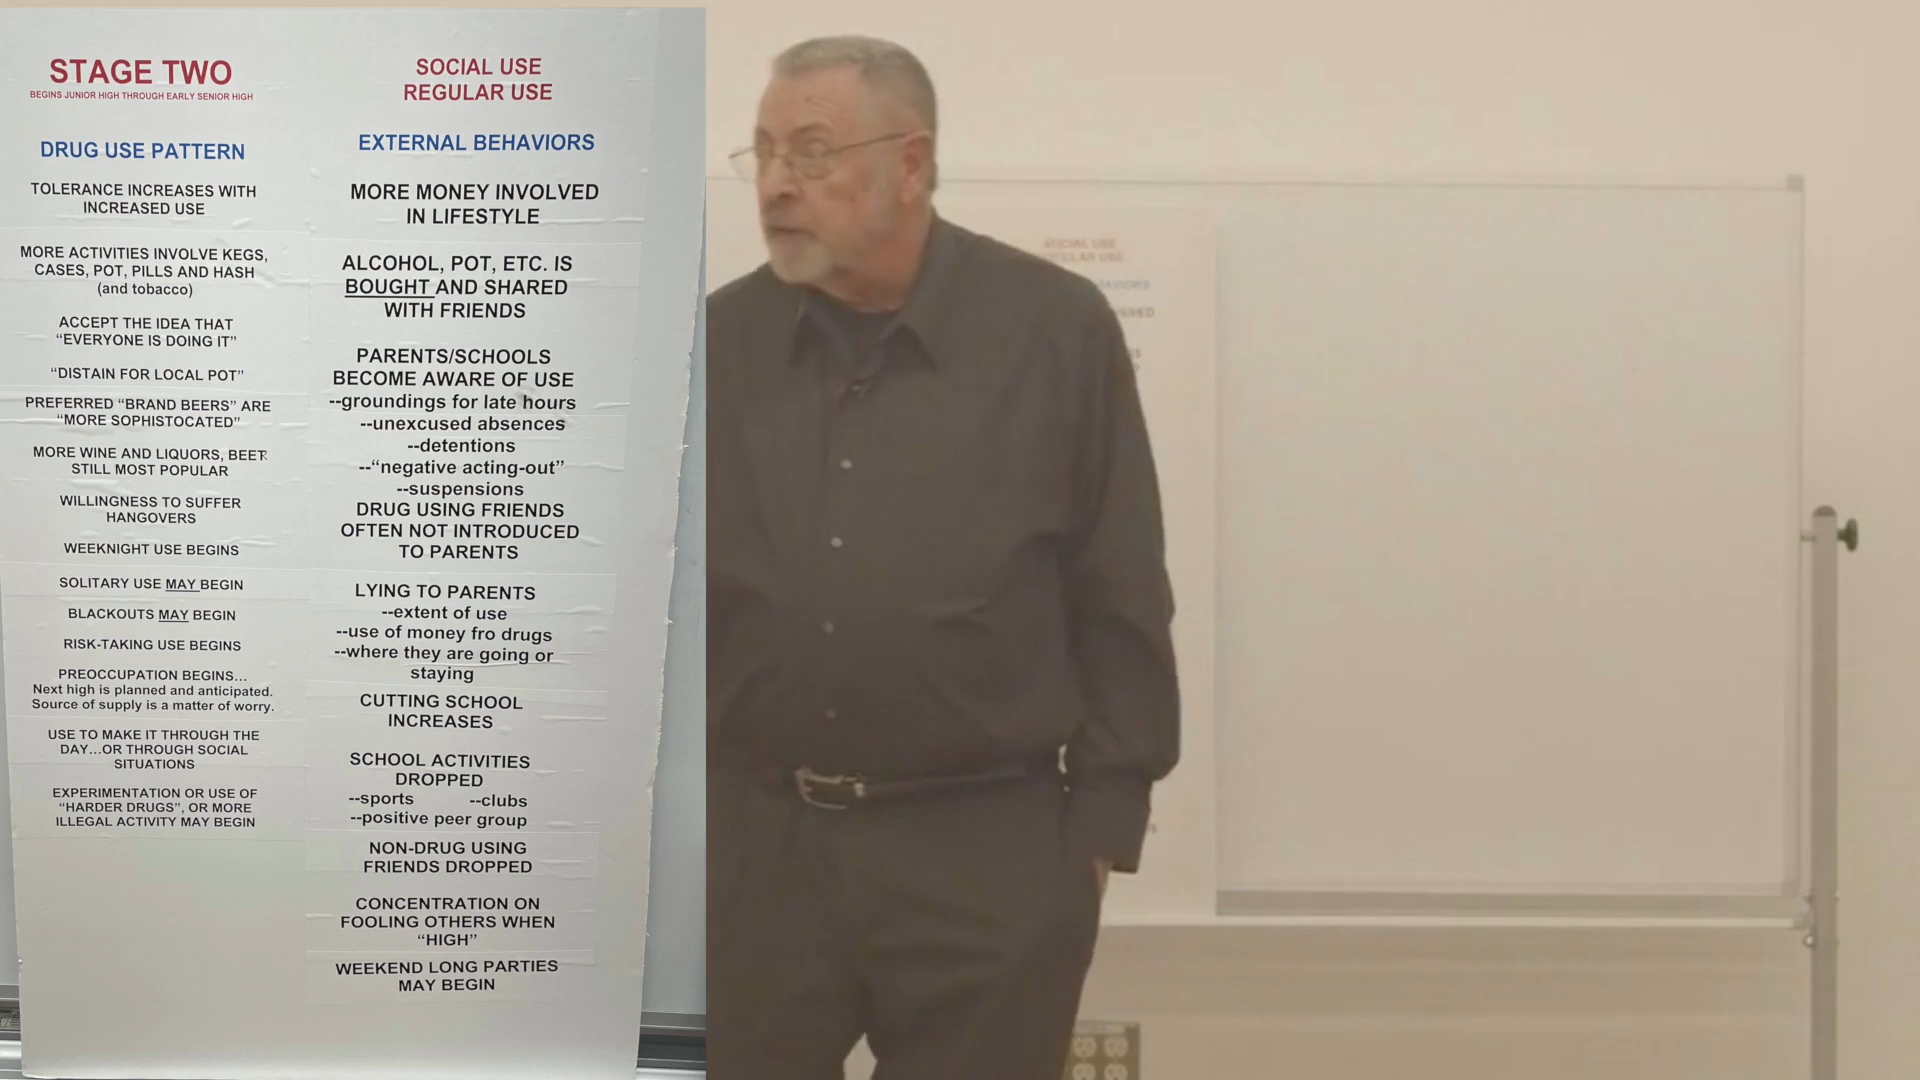 STAGE TWO
BEGINS JUNIOR HIGH THROUGH EARLY SENIOR HIGH
DRUG USE PATTERN
TOLERANCE INCREASES WITH
INCREASED USE
MORE ACTIVITIES INVOLVE KEGS,
CASES, POT, PILLS AND HASH
(and tobacco)
ACCEPT THE IDEA THAT
“EVERYONE IS DOING IT”
“DISTAIN FOR LOCAL POT”
PREFERRED “BRAND BEERS” ARE
“MORE SOPHISTOCATED”
MORE WINE AND LIQUORS, BEER
STILL MOST POPULAR
WILLINGNESS TO SUFFER
HANGOVERS
WEEKNIGHT USE BEGINS
SOLITARY USE MAY BEGIN
BLACKOUTS MAY BEGIN
RISK-TAKING USE BEGINS
PREOCCUPATION BEGINS...
Next high is planned and anticipated.
Source of supply is a matter of worry.
USE TO MAKE IT THROUGH THE
DAY...OR THROUGH SOCIAL
SITUATIONS
EXPERIMENTATION OR USE OF
“HARDER DRUGS”, OR MORE
ILLEGAL ACTIVITY MAY BEGIN
SOCIAL USE
REGULAR USE
EXTERNAL BEHAVIORS
MORE MONEY INVOLVED
IN LIFESTYLE
ALCOHOL, POT, ETC. IS
BOUGHT AND SHARED
WITH FRIENDS
PARENTS/SCHOOLS
BECOME AWARE OF USE
--groundings for late hours
--unexcused absences
--detentions
--“negative acting-out”
--suspensions
DRUG USING FRIENDS
OFTEN NOT INTRODUCED
TO PARENTS
LYING TO PARENTS
--extent of use
--use of money fro drugs
--where they are going or
staying
CUTTING SCHOOL
INCREASES
SCHOOL ACTIVITIES
DROPPED
--sports --clubs
--positive peer group
NON-DRUG USING
FRIENDS DROPPED
CONCENTRATION ON
FOOLING OTHERS WHEN
“HIGH”
WEEKEND LONG PARTIES
MAY BEGIN
SOCIAL USE